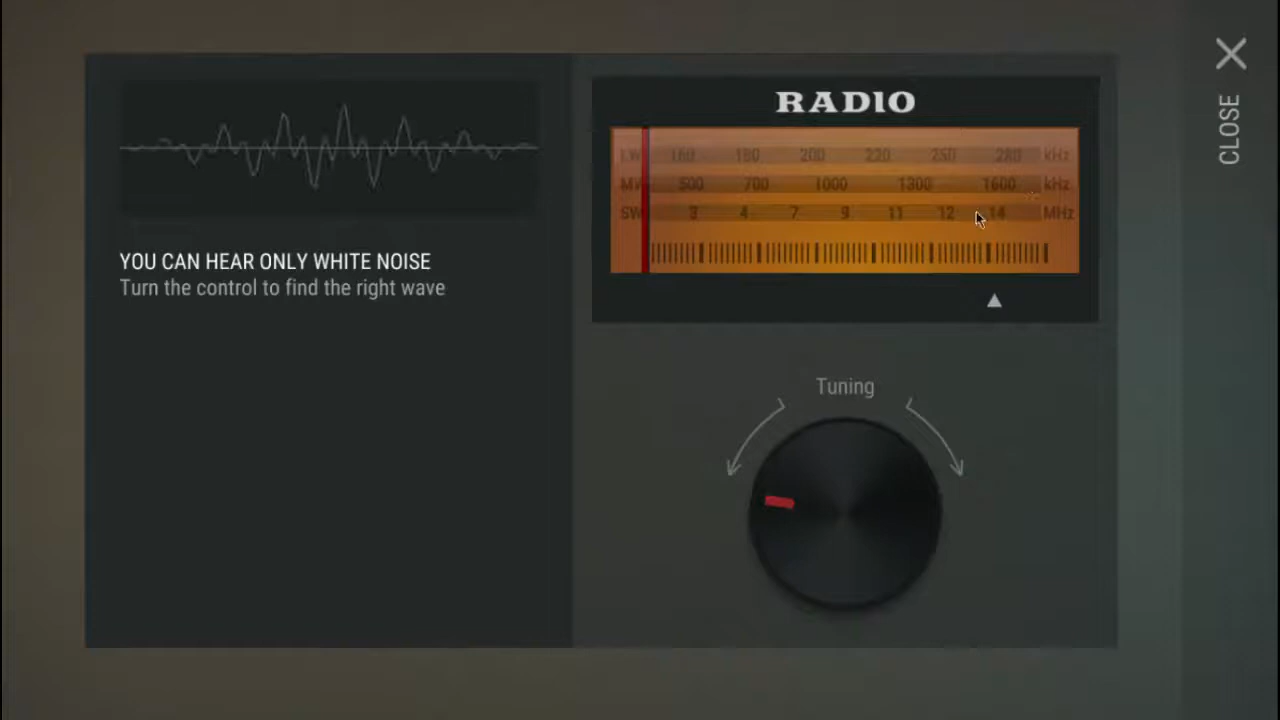 RADIO
LW 160 180 200 220 250 280 kHz
MW 500 700 1000 1300 1600 kHz
SW 3 4 7 9 11 12 14 MHz
YOU CAN HEAR ONLY WHITE NOISE
Turn the control to find the right wave
Tuning
CLOSE